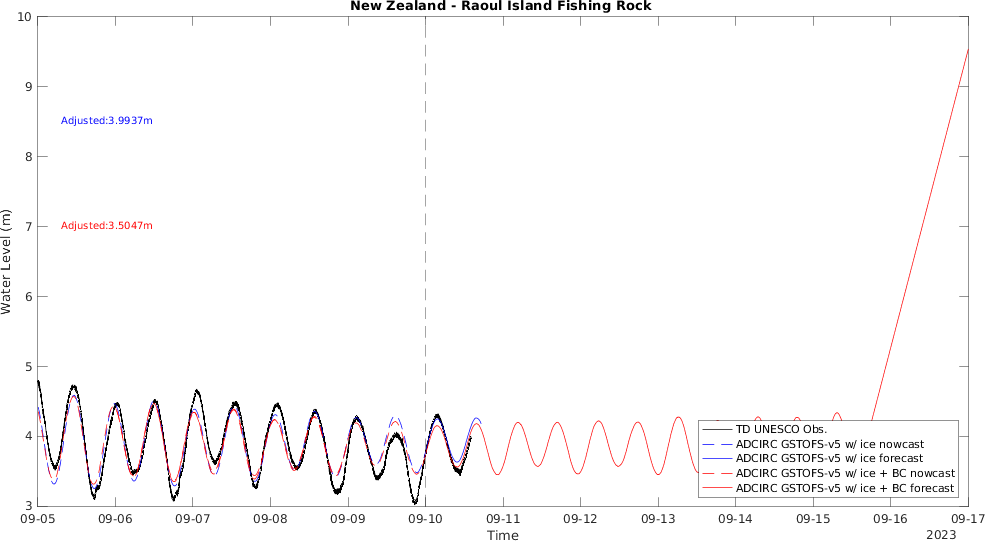 New Zealand - Raoul Island Fishing Rock
10
9
8
7
6
5
4
3
Water Level (m)
Adjusted:3.9937m
Adjusted:3.5047m
TD UNESCO Obs.
ADCIRC GSTOFS-v5 w/ ice nowcast
ADCIRC GSTOFS-v5 w/ ice forecast
ADCIRC GSTOFS-v5 w/ ice + BC nowcast
ADCIRC GSTOFS-v5 w/ ice + BC forecast
09-05 09-06 09-07 09-08 09-09 09-10 09-11 09-12 09-13 09-14 09-15 09-16 09-17
Time
2023